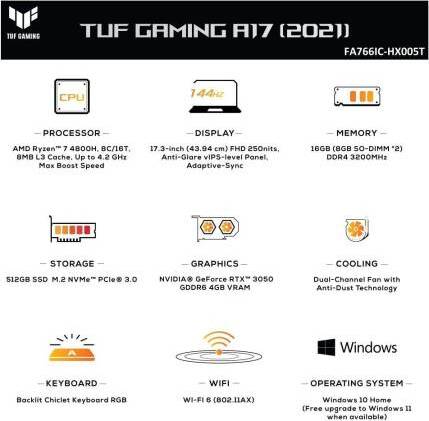 TUF GAMING
TUF GAMING A17 (2021)
FA766IC-HX005T
CPU
144Hz
PROCESSOR
AMD Ryzen™ 7 4800H, 8C/16T,
8MB L3 Cache, Up to 4.2 GHz
Max Boost Speed
DISPLAY
17.3-inch (43.94 cm) FHD 250nits,
Anti-Glare vIPS-level Panel,
Adaptive-Sync
MEMORY
16GB (8GB SO-DIMM *2)
DDR4 3200MHz
STORAGE
512GB SSD M.2 NVMe™ PCIe® 3.0
GRAPHICS
NVIDIA® GeForce RTX™ 3050
GDDR6 4GB VRAM
COOLING
Dual-Channel Fan with
Anti-Dust Technology
Windows
KEYBOARD
Backlit Chiclet Keyboard RGB
WIFI
WI-FI 6 (802.11AX)
OPERATING SYSTEM
Windows 10 Home
(Free upgrade to Windows 11
when available)